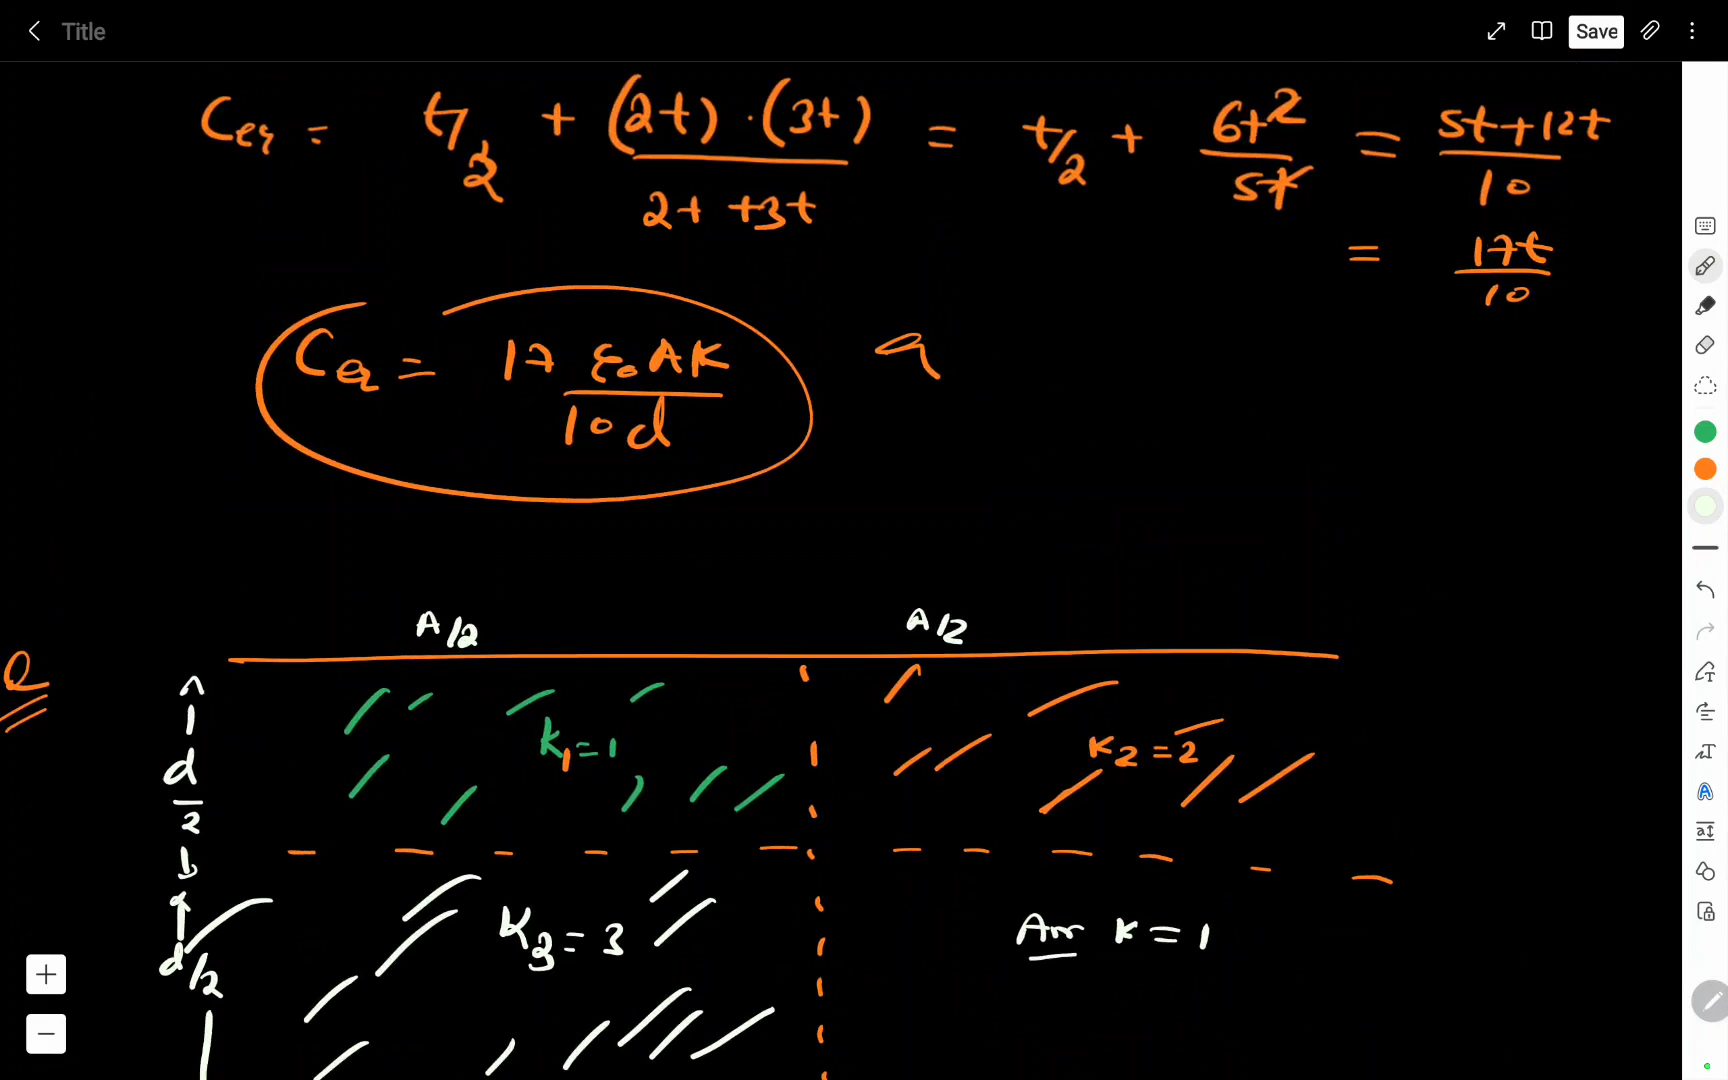 Title
Save
Ceq = t/2 + (2t)·(3t)/2t+3t = t/2 + 6t²/5t = 5t+12t/10
= 17t/10
Ceq = 17 ε₀AK/10d
A/2 A/2
Q
K1=1 K2=2
d/2
K3=3 Air K=1
d/2